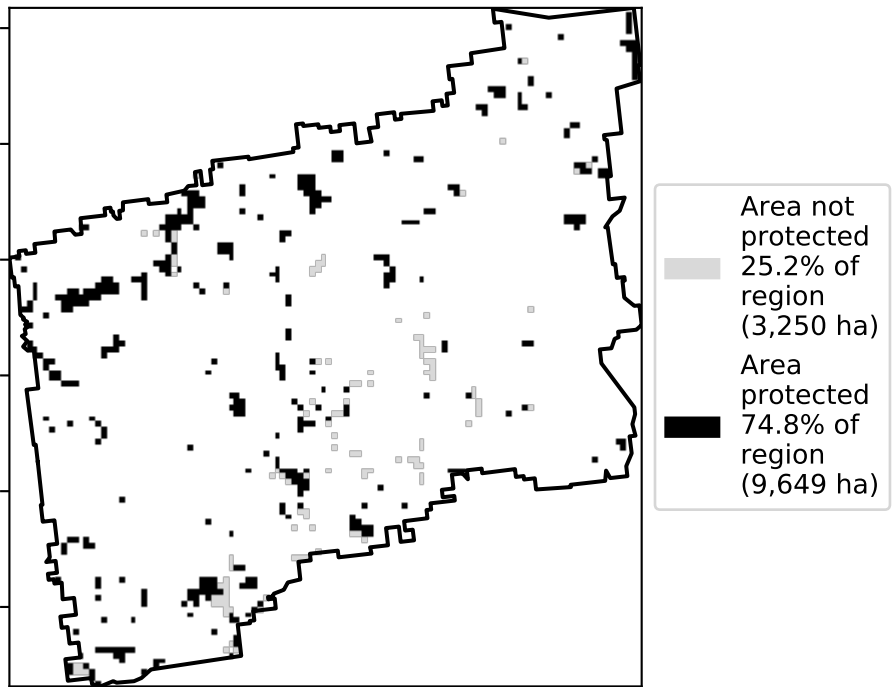 Area not
protected
25.2% of
region
(3,250 ha)
Area
protected
74.8% of
region
(9,649 ha)